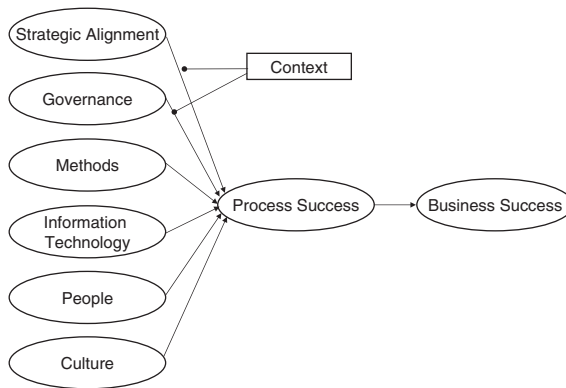 Strategic Alignment
Context
Governance
Methods
Process Success
Business Success
Information
Technology
People
Culture